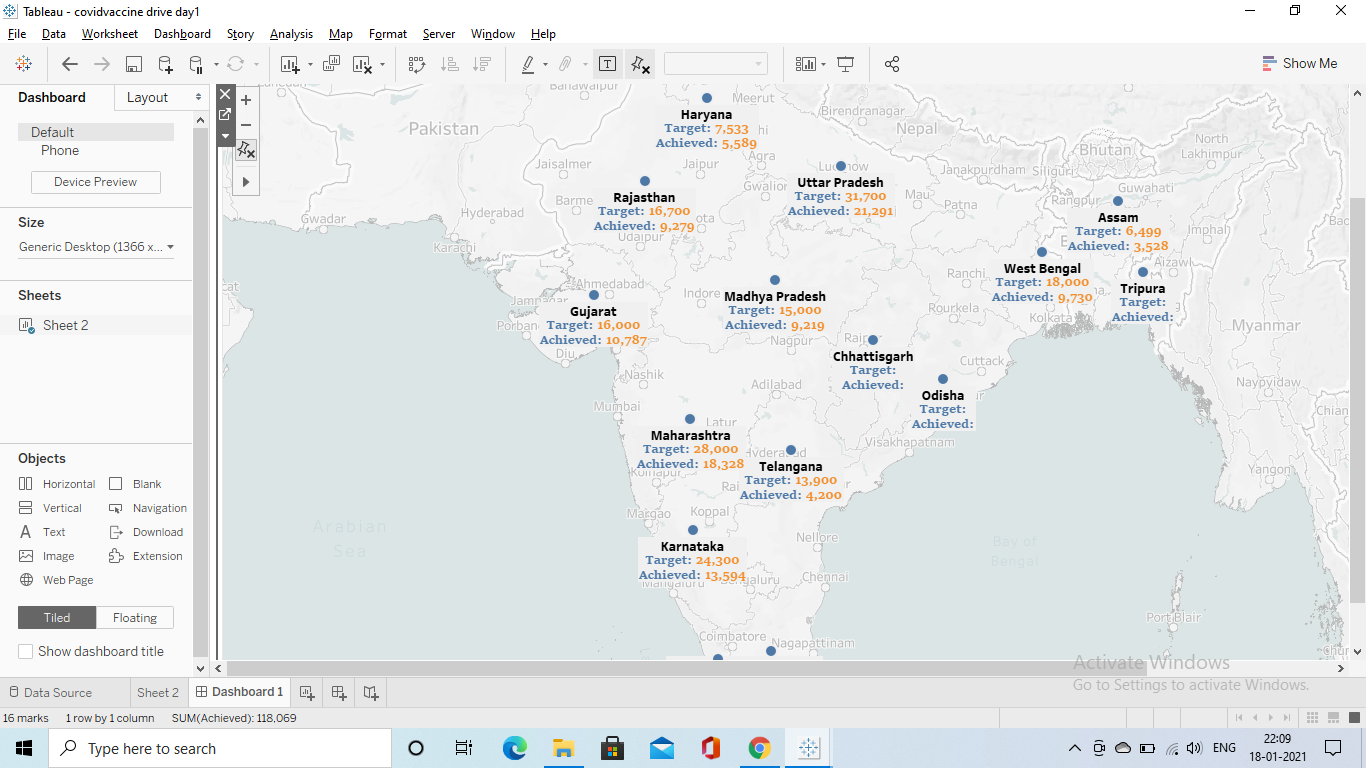 Tableau - covidvaccine drive day1
File Data Worksheet Dashboard Story Analysis Map Format Server Window Help
Show Me
Dashboard Layout
Default
Phone
Device Preview
Size
Generic Desktop (1366 x...
Sheets
Sheet 2
Objects
Horizontal Blank
Vertical Navigation
Text Download
Image Extension
Web Page
Tiled Floating
Show dashboard title
Bahawalpur
Meerut
Birendranagar
Pakistan
Nepal
North
Lakhimpur
Bhutan
Haryana
Target: 7,533
Achieved: 5,589
Jaisalmer
Jaipur
Agra
Gwalior
Janakpurdham
Siliguri
Guwahati
Uttar Pradesh
Target: 31,700
Achieved: 21,291
Rajasthan
Target: 16,700
Achieved: 9,279
Barme
Mau
Patna
Rangpur
Gwadar
Hyderabad
Karachi
Udaipur
Assam
Target: 6,499
Achieved: 3,528
Imphal
Aizawl
West Bengal
Target: 18,000
Achieved: 9,730
Ranchi
Rourkela
Kolkata
Tripura
Target:
Achieved:
Ahmedabad
Gujarat
Target: 16,000
Achieved: 10,787
Porban
Diu
Indore
Madhya Pradesh
Target: 15,000
Achieved: 9,219
Nagpur
Myanmar
Chhattisgarh
Target:
Achieved:
Cuttack
Odisha
Target:
Achieved:
Nashik
Adilabad
Naypyidaw
Mumbai
Latur
Visakhapatnam
Maharashtra
Target: 28,000
Achieved: 18,328
Telangana
Target: 13,900
Achieved: 4,200
Yangon
Margao
Koppal
Arabian
Sea
Nellore
Bay of
Bengal
Karnataka
Target: 24,300
Achieved: 13,594
Mangaluru
Chennai
Port Blair
Coimbatore
Nagapattinam
Activate Windows
Go to Settings to activate Windows.
Data Source Sheet 2 Dashboard 1
16 marks 1 row by 1 column SUM(Achieved): 118,069
Type here to search
ENG
22:09
18-01-2021